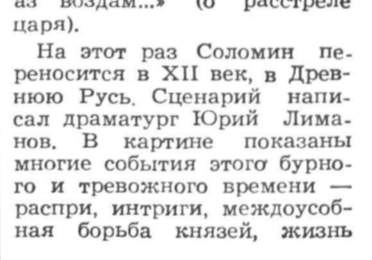 аз воздам...» (о расстреле
царя).
На этот раз Соломин пе-
реносится в XII век, в Древ-
нюю Русь. Сценарий напи-
сал драматург Юрий Лима-
нов. В картине показаны
многие события этого бурно-
го и тревожного времени —
распри, интриги, междоусоб-
ная борьба князей, жизнь